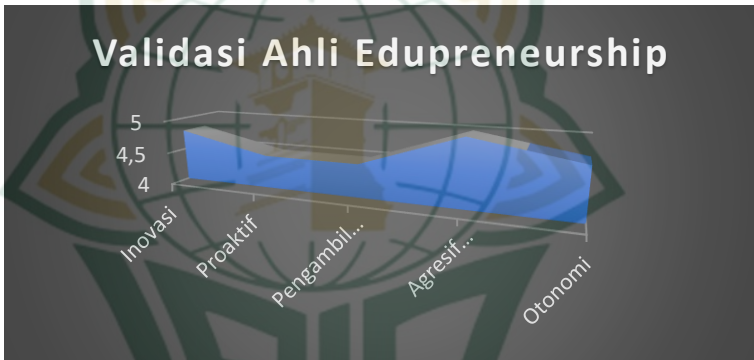 Validasi Ahli Edupreneurship
5
4,5
4
Inovasi
Proaktif
Pengambil...
Agresif...
Otonomi